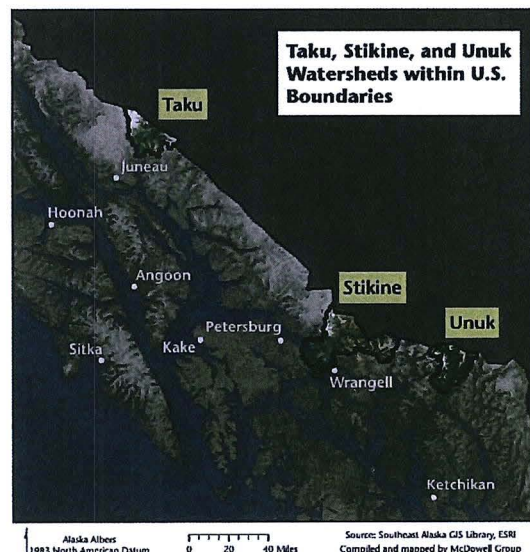 Taku, Stikine, and Unuk
Watersheds within U.S.
Boundaries
Taku
Juneau
Hoonah
Angoon
Stikine
Petersburg
Unuk
Sitka
Kake
Wrangell
Ketchikan
Alaska Albers
1983 North American Datum
0 20 40 Miles
Source: Southeast Alaska GIS Library, ESRI
Compiled and mapped by McDowell Group